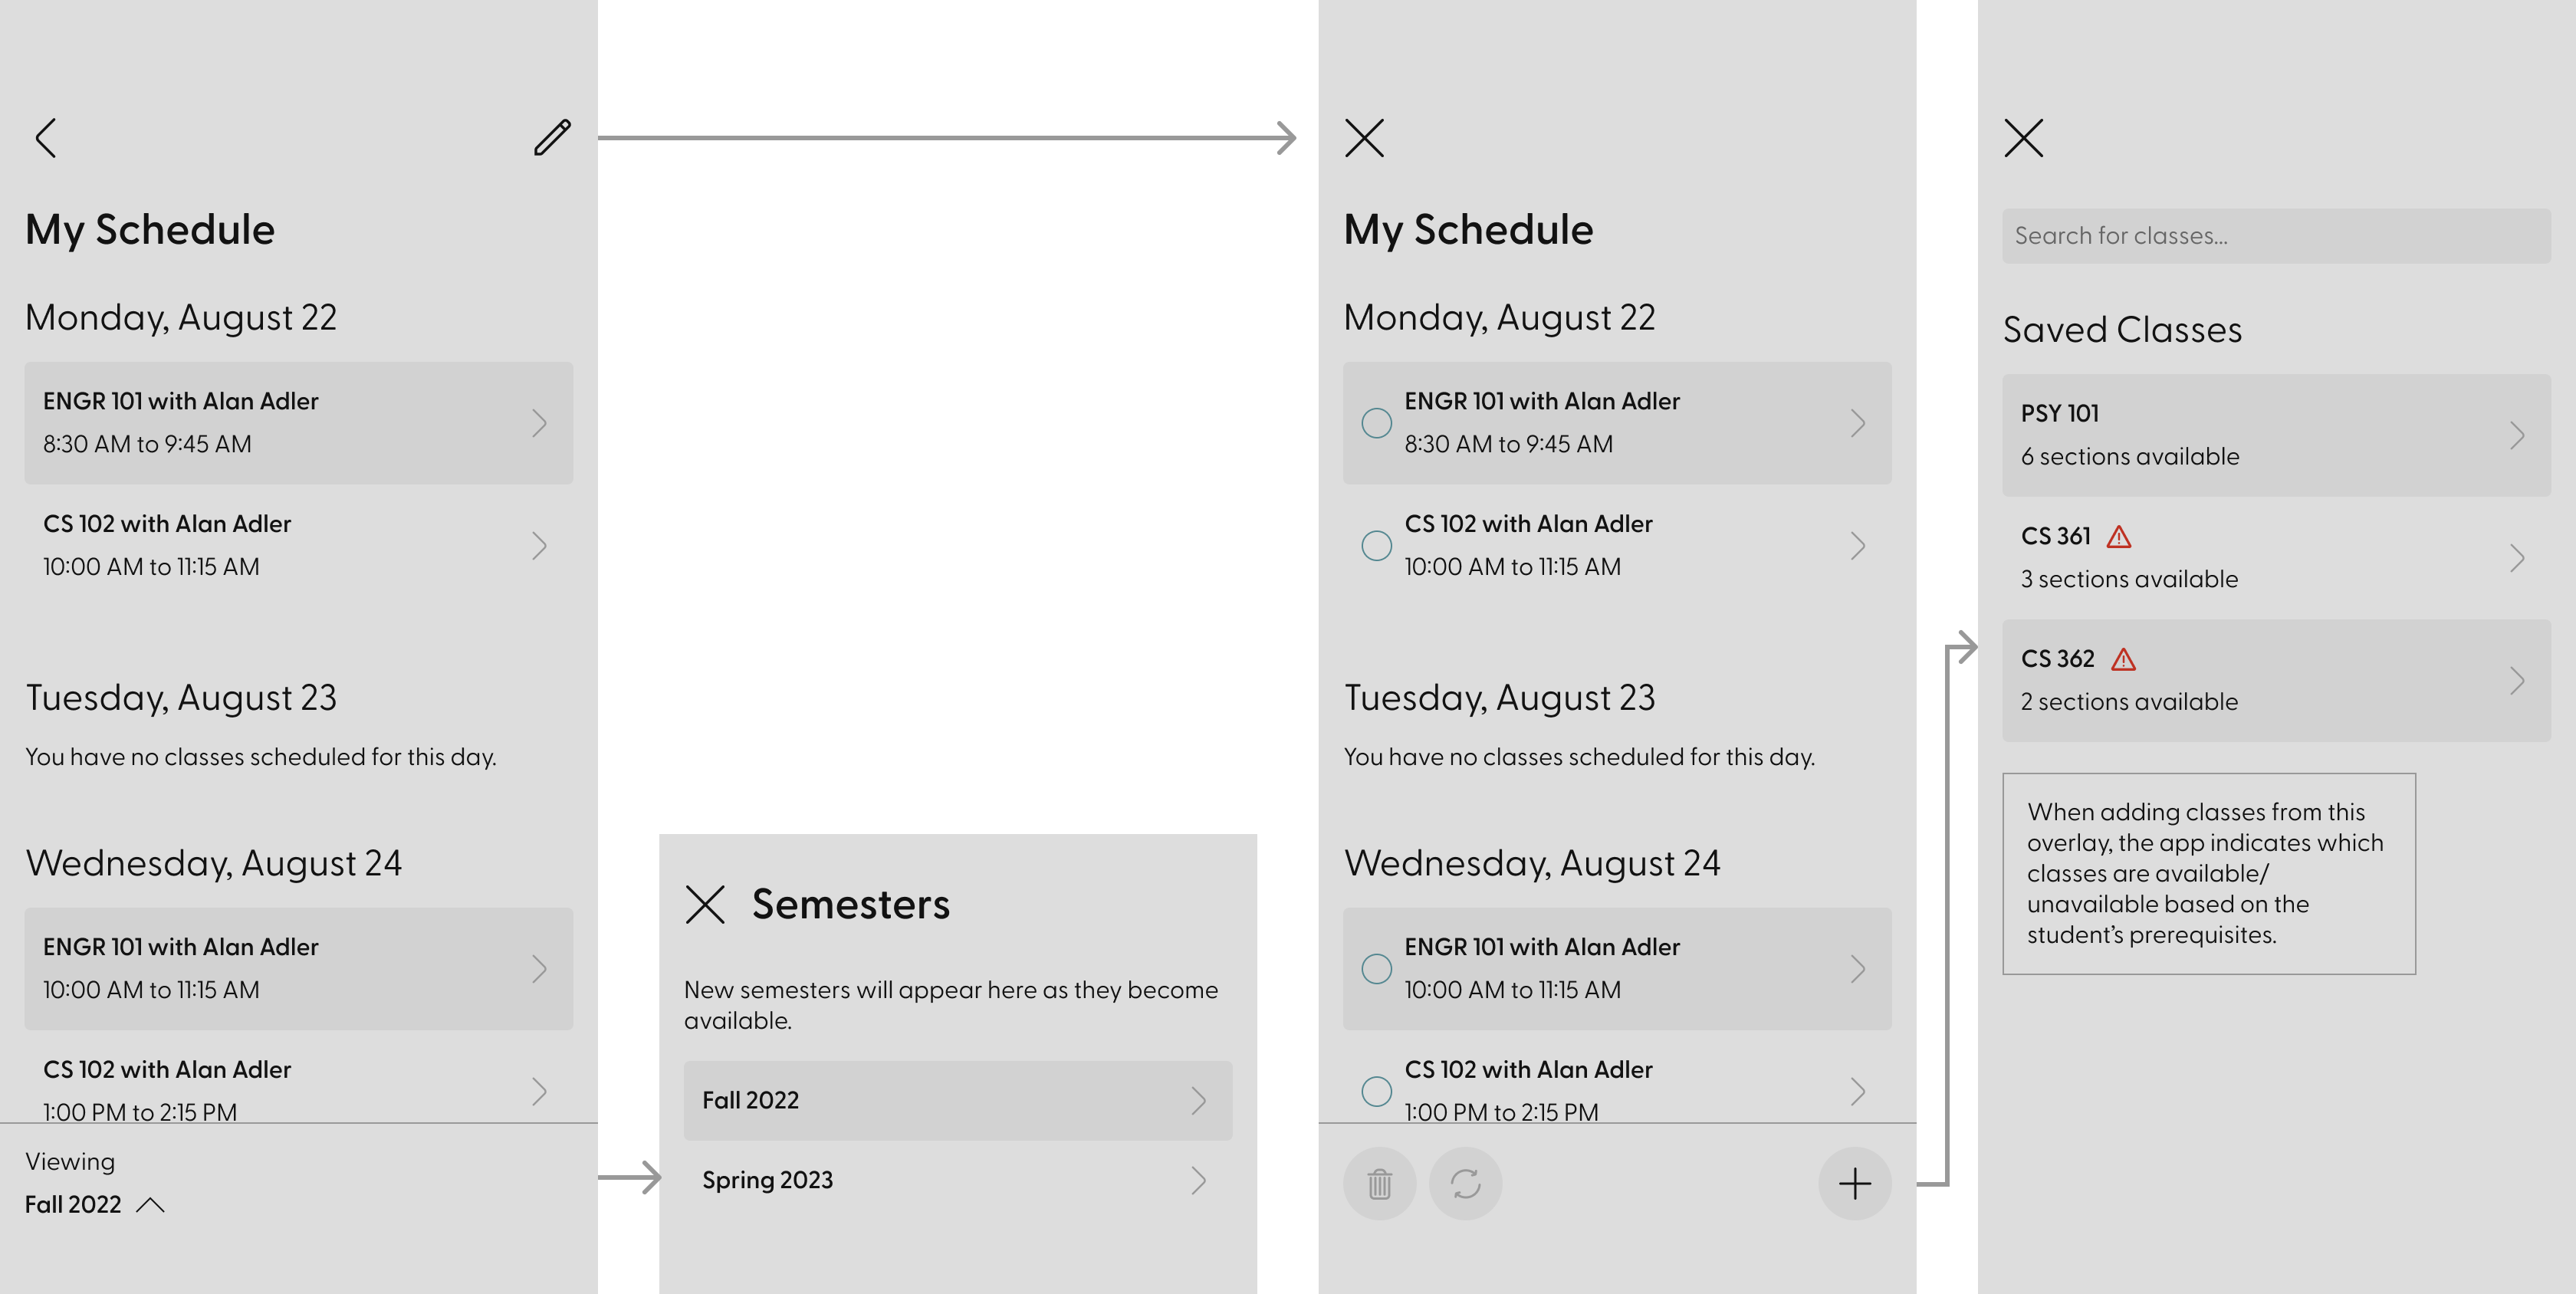 My Schedule
Monday, August 22
ENGR 101 with Alan Adler
8:30 AM to 9:45 AM
CS 102 with Alan Adler
10:00 AM to 11:15 AM
Tuesday, August 23
You have no classes scheduled for this day.
Wednesday, August 24
ENGR 101 with Alan Adler
10:00 AM to 11:15 AM
CS 102 with Alan Adler
1:00 PM to 2:15 PM
Viewing
Fall 2022
Semesters
New semesters will appear here as they become
available.
Fall 2022
Spring 2023
My Schedule
Monday, August 22
ENGR 101 with Alan Adler
8:30 AM to 9:45 AM
CS 102 with Alan Adler
10:00 AM to 11:15 AM
Tuesday, August 23
You have no classes scheduled for this day.
Wednesday, August 24
ENGR 101 with Alan Adler
10:00 AM to 11:15 AM
CS 102 with Alan Adler
1:00 PM to 2:15 PM
Search for classes...
Saved Classes
PSY 101
6 sections available
CS 361
3 sections available
CS 362
2 sections available
When adding classes from this
overlay, the app indicates which
classes are available/
unavailable based on the
student’s prerequisites.